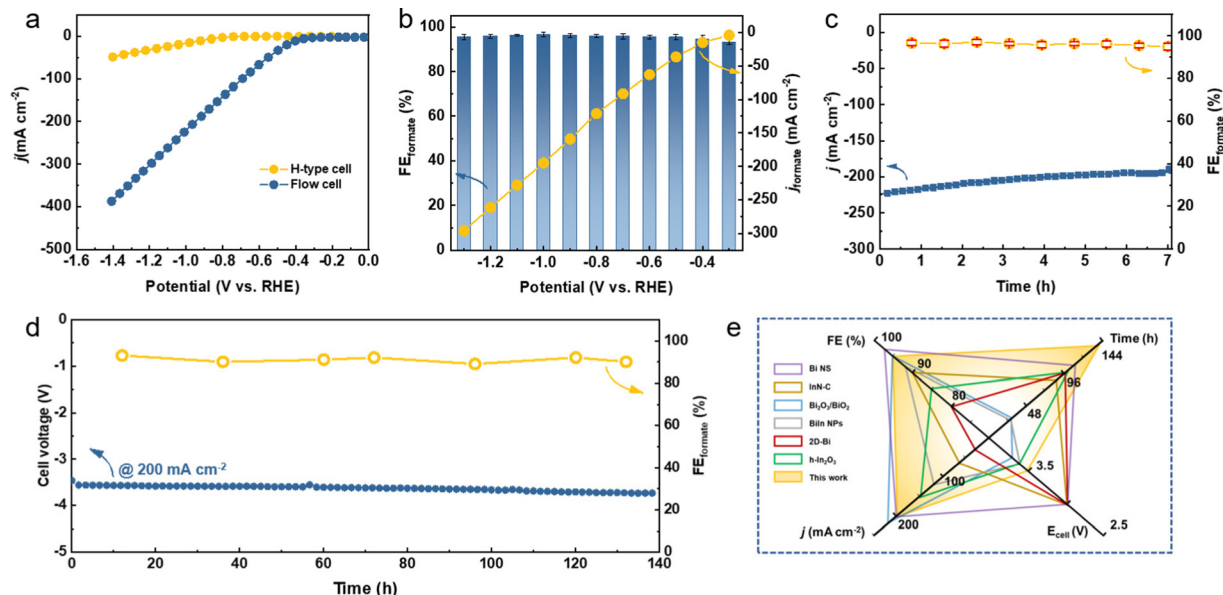 a
j(mA cm⁻²)
0
-100
-200
-300
-400
-500
H-type cell
Flow cell
-1.6 -1.4 -1.2 -1.0 -0.8 -0.6 -0.4 -0.2 0.0
Potential (V vs. RHE)
b
FEformate (%)
100
80
60
40
20
0
-1.2 -1.0 -0.8 -0.6 -0.4
Potential (V vs. RHE)
0
-50
-100
-150
-200
-250
-300
jformate (mA cm⁻²)
c
j (mA cm⁻²)
0
-50
-100
-150
-200
-250
-300
0 1 2 3 4 5 6 7
Time (h)
100
80
60
40
20
0
FEformate (%)
d
Cell voltage (V)
0
-1
-2
-3
-4
-5
@ 200 mA cm⁻²
0 20 40 60 80 100 120 140
Time (h)
100
80
60
40
20
0
FEformate (%)
e
Bi NS
InN-C
Bi₂O₃/BiO₂
BiIn NPs
2D-Bi
h-In₂O₃
This work
FE (%)
100
90
80
Time (h)
144
96
48
100
200
j (mA cm⁻²)
3.5
2.5
Ecell (V)